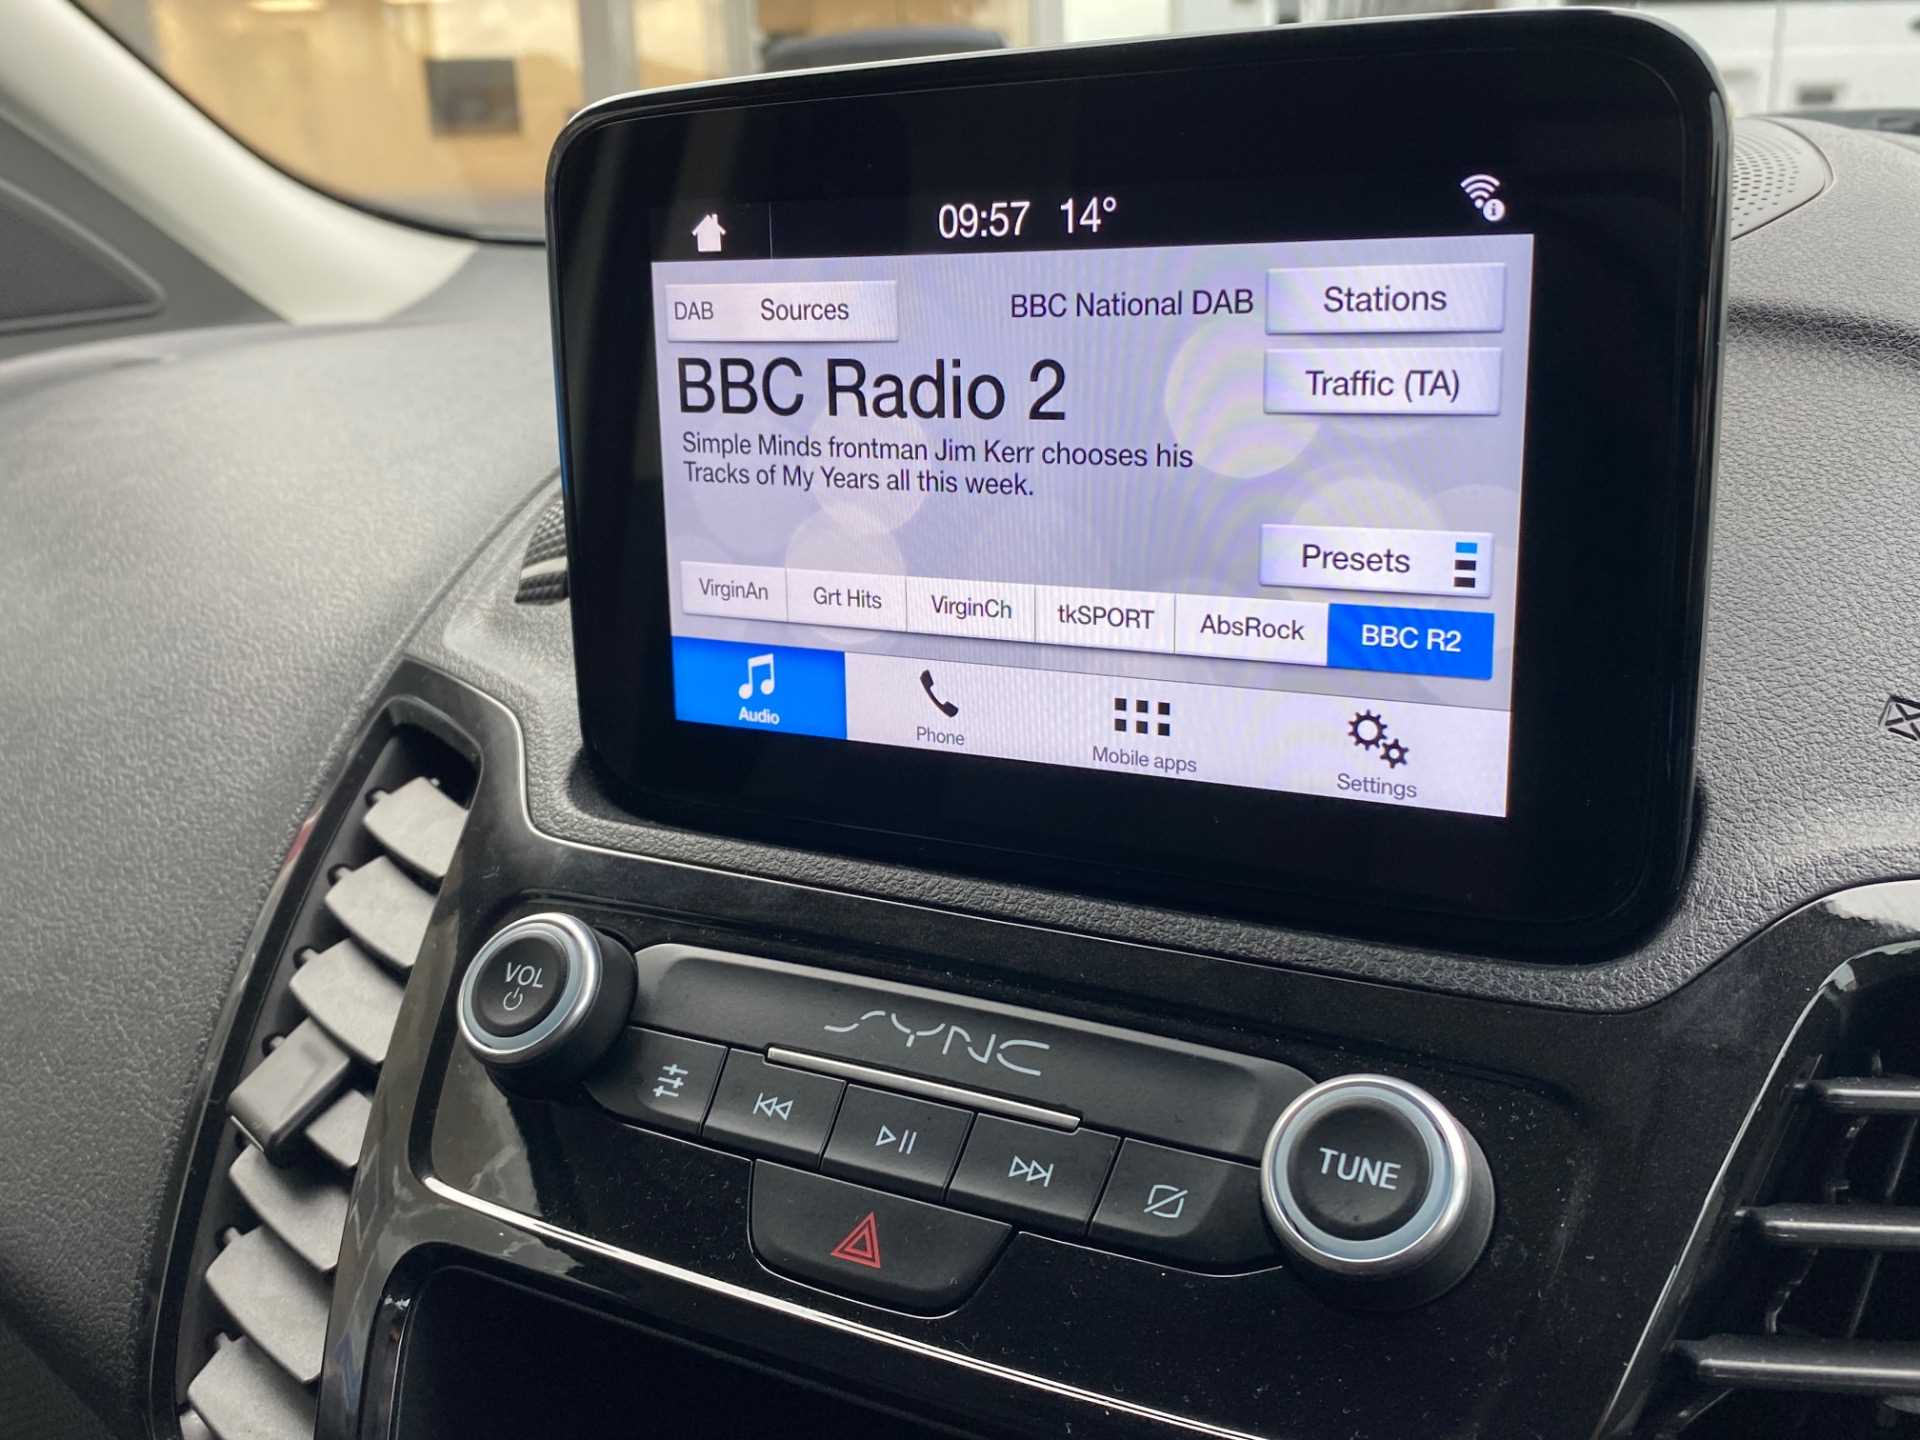 09:57 14°
DAB Sources BBC National DAB Stations
BBC Radio 2 Traffic (TA)
Simple Minds frontman Jim Kerr chooses his
Tracks of My Years all this week.
Presets
VirginAn Grt Hits VirginCh tkSPORT AbsRock BBC R2
Audio Phone Mobile apps Settings
VOL
SYNC
TUNE